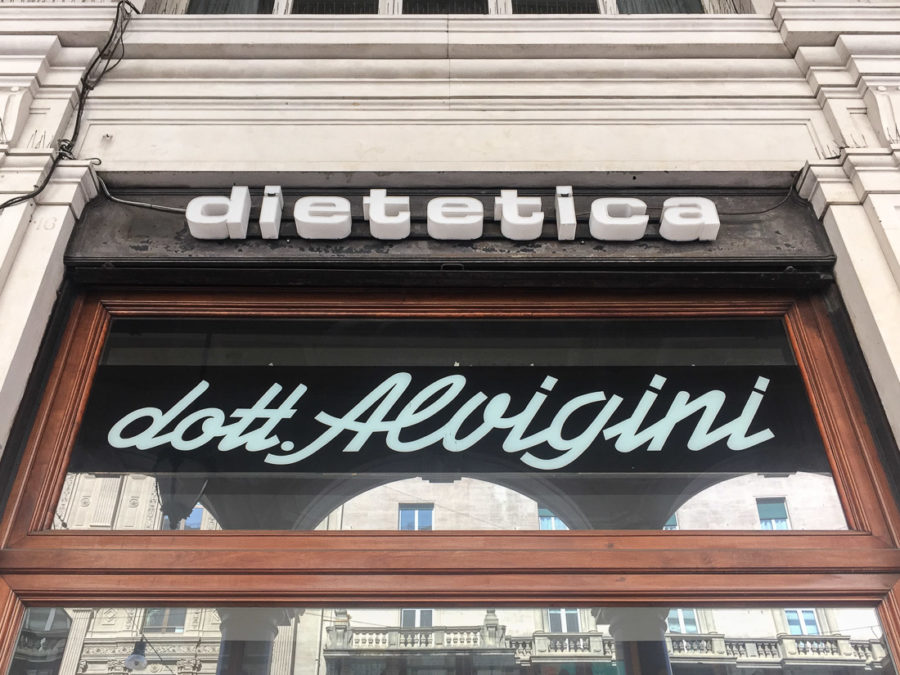 dietetica
dott. Alvigini